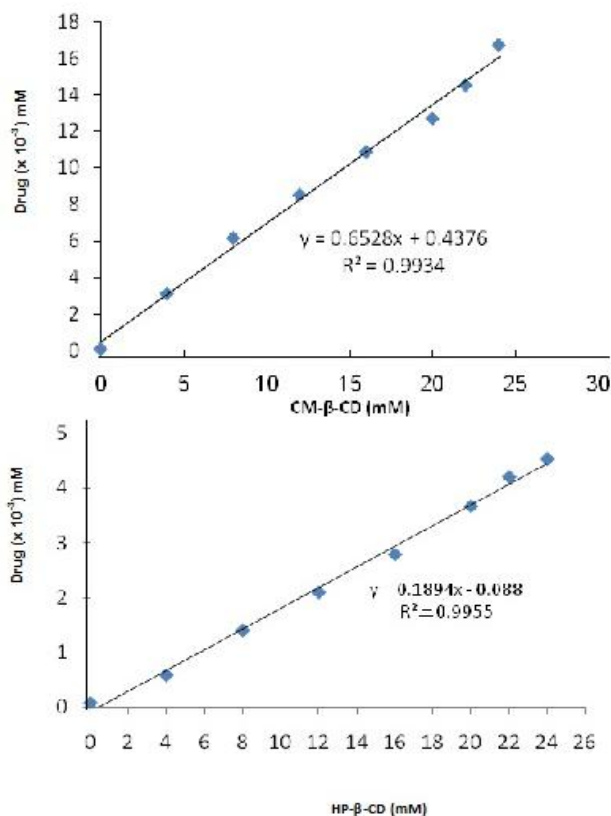 18
16
14
12
10
8
6
4
2
0
Drug (x 10⁻³) mM
y = 0.6528x + 0.4376
R² = 0.9934
0 5 10 15 20 25 30
CM-β-CD (mM)
5
4
3
2
1
0
Drug (x 10⁻³) mM
y 0.1894x - 0.088
R² = 0.9955
0 2 4 6 8 10 12 14 16 18 20 22 24 26
HP-β-CD (mM)